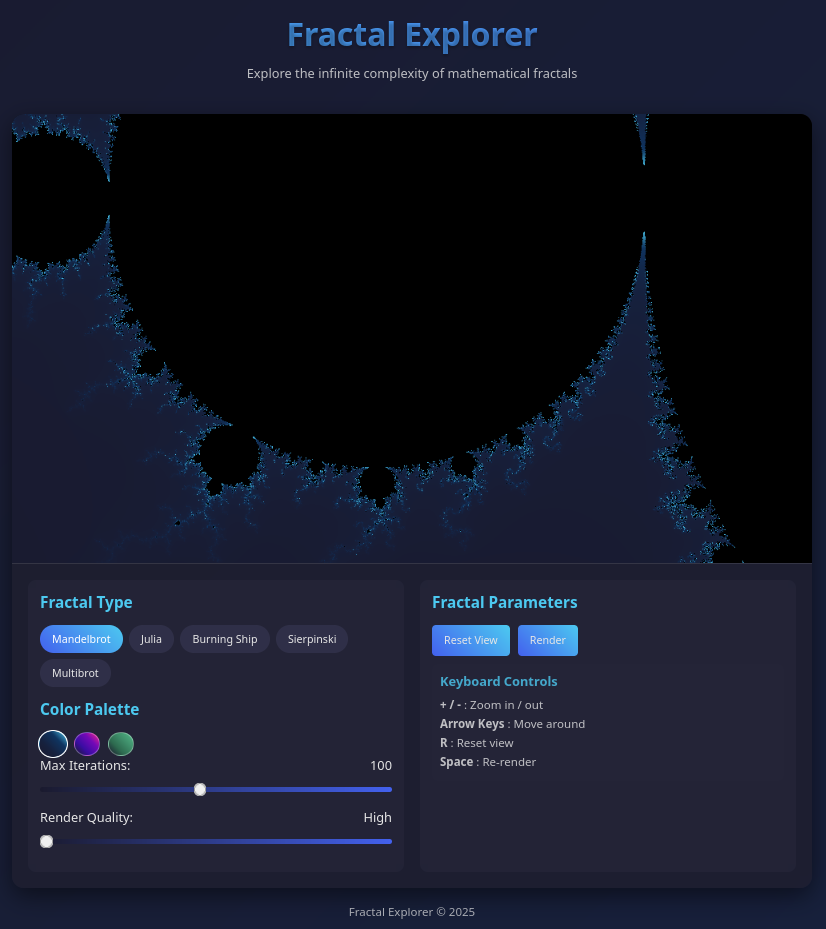 Fractal Explorer
Explore the infinite complexity of mathematical fractals
Fractal Type
Mandelbrot
Julia
Burning Ship
Sierpinski
Multibrot
Color Palette
Max Iterations: 100
Render Quality: High
Fractal Parameters
Reset View
Render
Keyboard Controls
+ / - : Zoom in / out
Arrow Keys : Move around
R : Reset view
Space : Re-render
Fractal Explorer © 2025